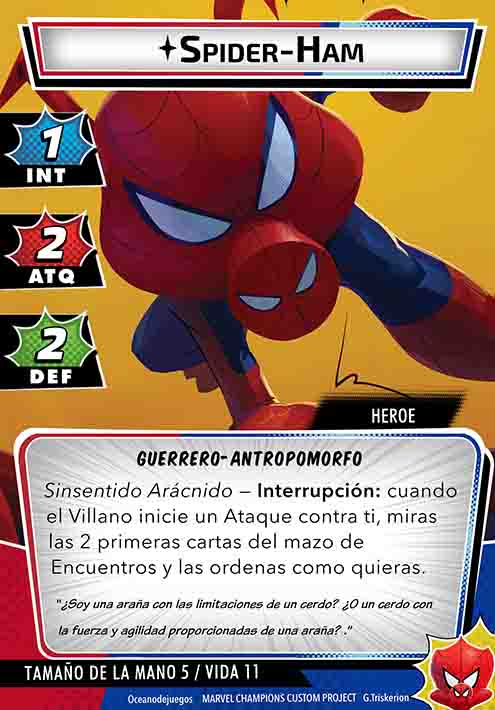 Spider-Ham
1
INT
2
ATQ
2
DEF
HEROE
GUERRERO- ANTROPOMORFO
Sinsentido Arácnido – Interrupción: cuando
el Villano inicie un Ataque contra ti, miras
las 2 primeras cartas del mazo de
Encuentros y las ordenas como quieras.
"¿Soy una araña con las limitaciones de un cerdo? ¿O un cerdo con
la fuerza y agilidad proporcionadas de una araña? ."
TAMAÑO DE LA MANO 5 / VIDA 11
Oceanodejuegos MARVEL CHAMPIONS CUSTOM PROJECT G.Triskerion